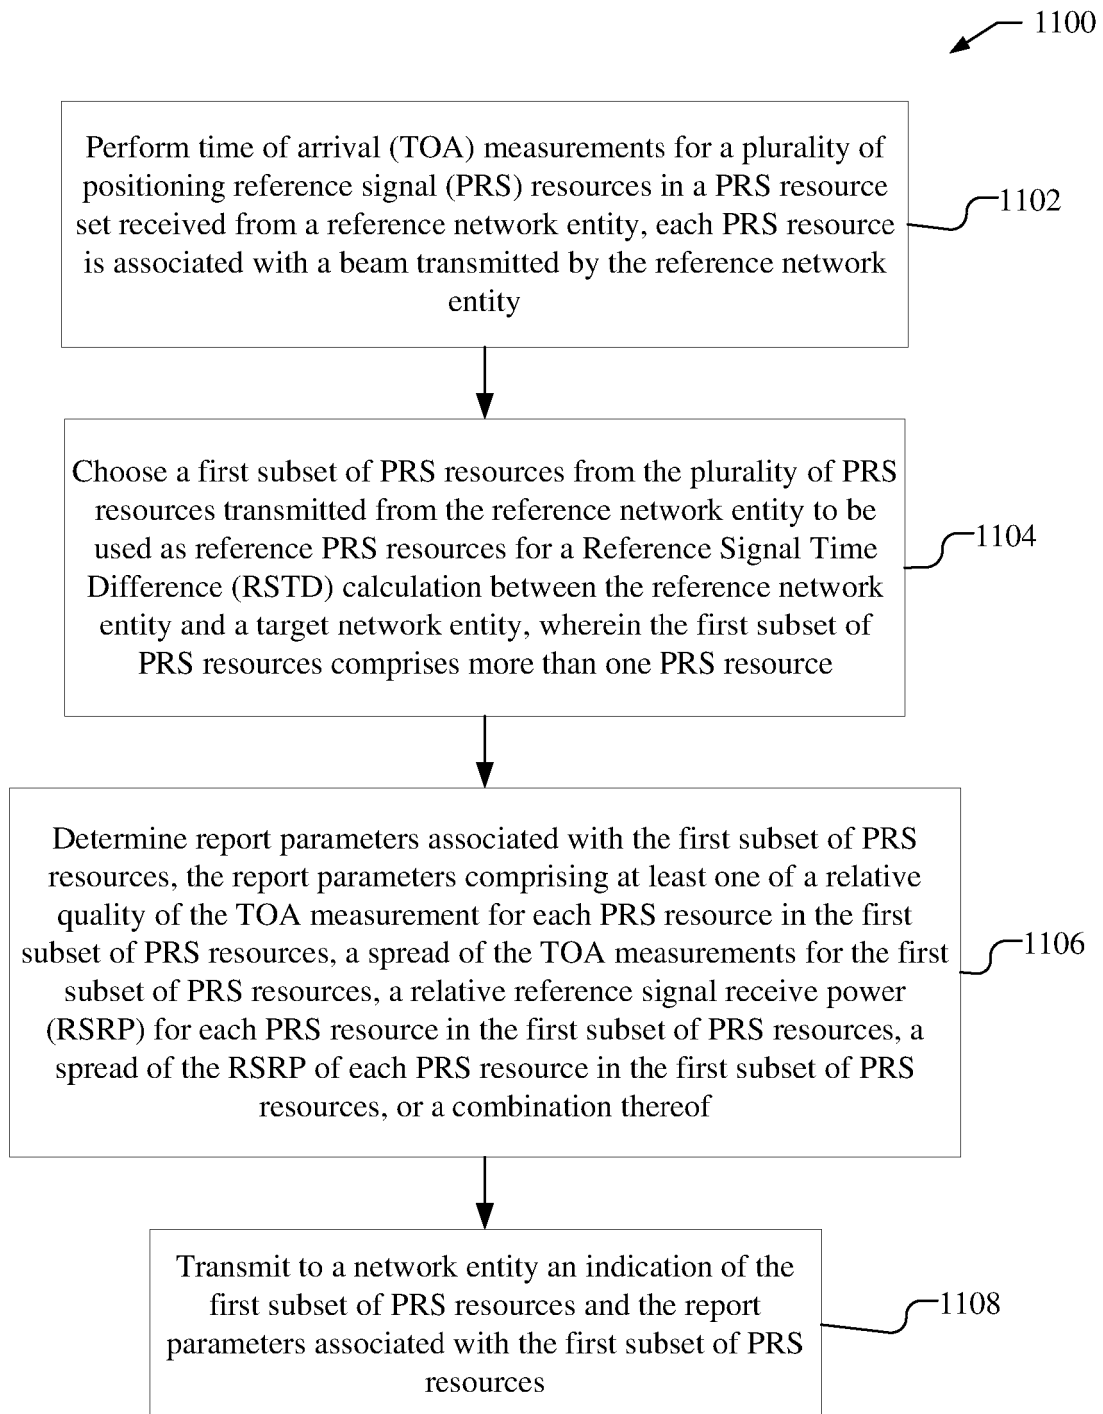 1100
Perform time of arrival (TOA) measurements for a plurality of
positioning reference signal (PRS) resources in a PRS resource
set received from a reference network entity, each PRS resource
is associated with a beam transmitted by the reference network
entity
1102
Choose a first subset of PRS resources from the plurality of PRS
resources transmitted from the reference network entity to be
used as reference PRS resources for a Reference Signal Time
Difference (RSTD) calculation between the reference network
entity and a target network entity, wherein the first subset of
PRS resources comprises more than one PRS resource
1104
Determine report parameters associated with the first subset of PRS
resources, the report parameters comprising at least one of a relative
quality of the TOA measurement for each PRS resource in the first
subset of PRS resources, a spread of the TOA measurements for the first
subset of PRS resources, a relative reference signal receive power
(RSRP) for each PRS resource in the first subset of PRS resources, a
spread of the RSRP of each PRS resource in the first subset of PRS
resources, or a combination thereof
1106
Transmit to a network entity an indication of the
first subset of PRS resources and the report
parameters associated with the first subset of PRS
resources
1108